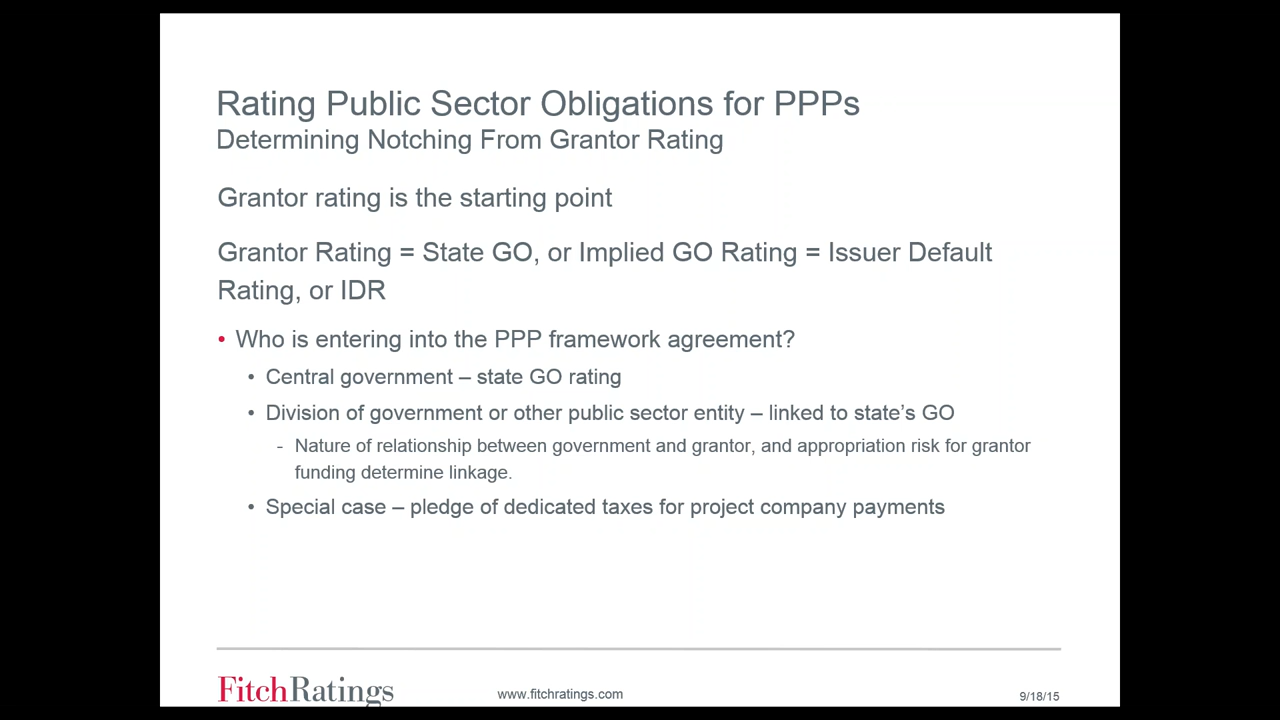 Rating Public Sector Obligations for PPPs
Determining Notching From Grantor Rating
Grantor rating is the starting point
Grantor Rating = State GO, or Implied GO Rating = Issuer Default
Rating, or IDR
• Who is entering into the PPP framework agreement?
• Central government – state GO rating
• Division of government or other public sector entity – linked to state’s GO
- Nature of relationship between government and grantor, and appropriation risk for grantor
funding determine linkage.
• Special case – pledge of dedicated taxes for project company payments
FitchRatings
www.fitchratings.com
9/18/15